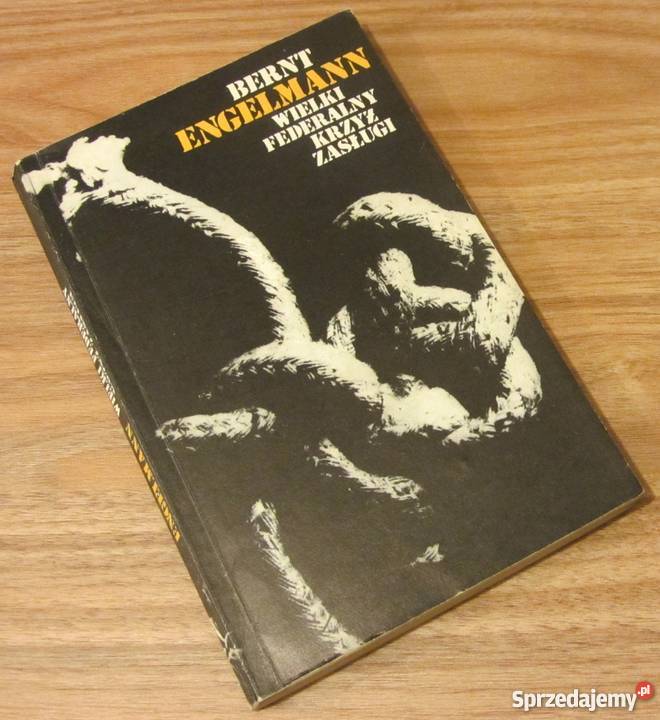 BERNT
ENGELMANN
WIELKI
FEDERALNY
KRZYŻ
ZASŁUGI
ENGELMANN
Sprzedajemy.pl